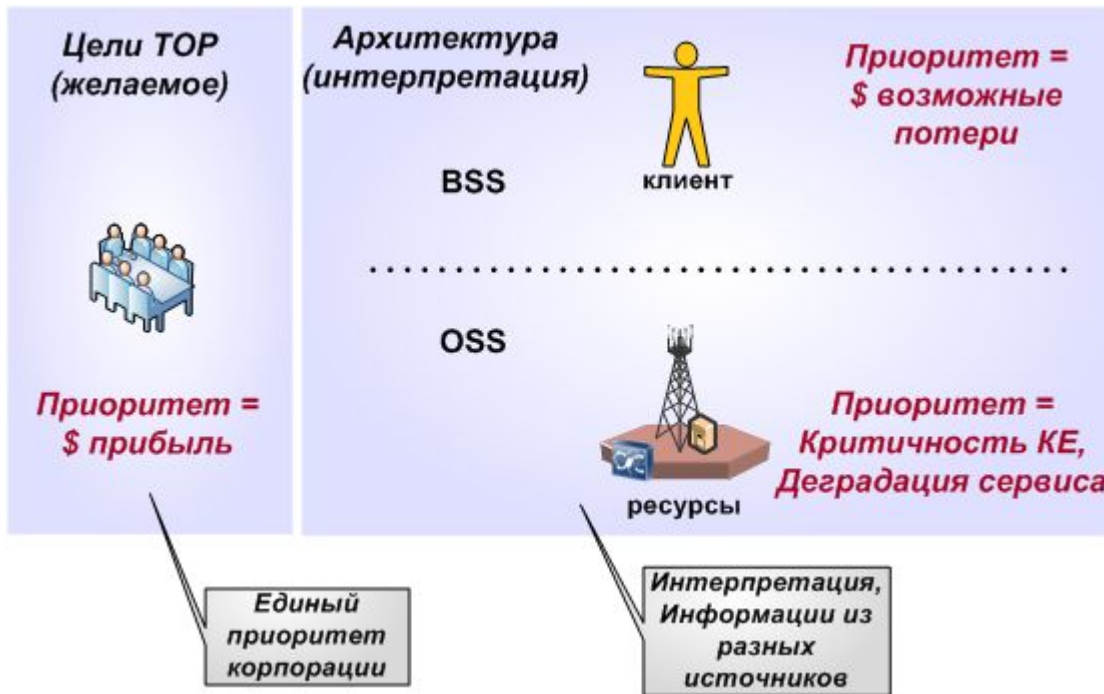 Цели TOP
(желаемое)
Приоритет =
$ прибыль
Архитектура
(интерпретация)
Приоритет =
$ возможные
потери
BSS
клиент
OSS
ресурсы
Приоритет =
Критичность КЕ,
Деградация сервиса
Единый
приоритет
корпорации
Интерпретация,
Информации из
разных
источников